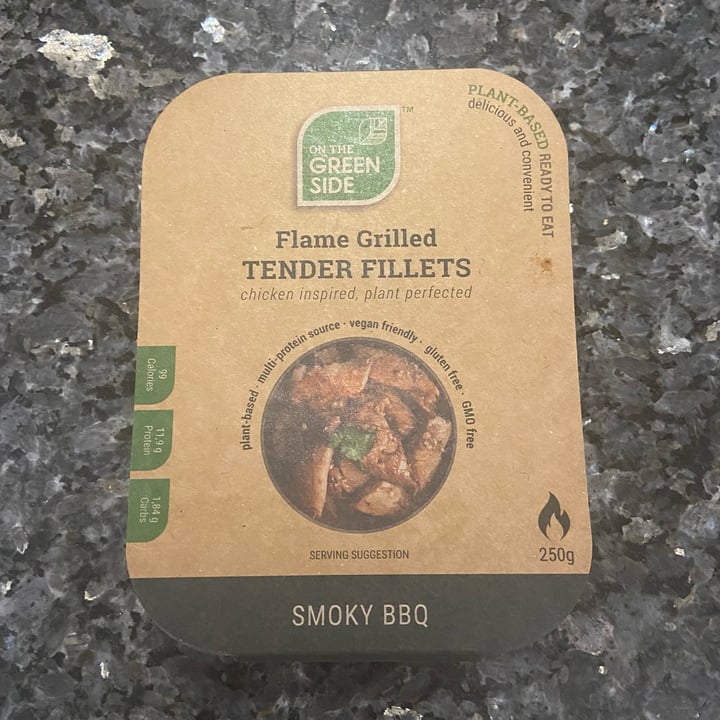 ON THE
GREEN
SIDE
TM
PLANT-BASED READY TO EAT
delicious and convenient
Flame Grilled
TENDER FILLETS
chicken inspired, plant perfected
plant-based · multi-protein source · vegan friendly · gluten free · GMO free
99
Calories
11,9 g
Protein
1,84 g
Carbs
SERVING SUGGESTION
250g
SMOKY BBQ